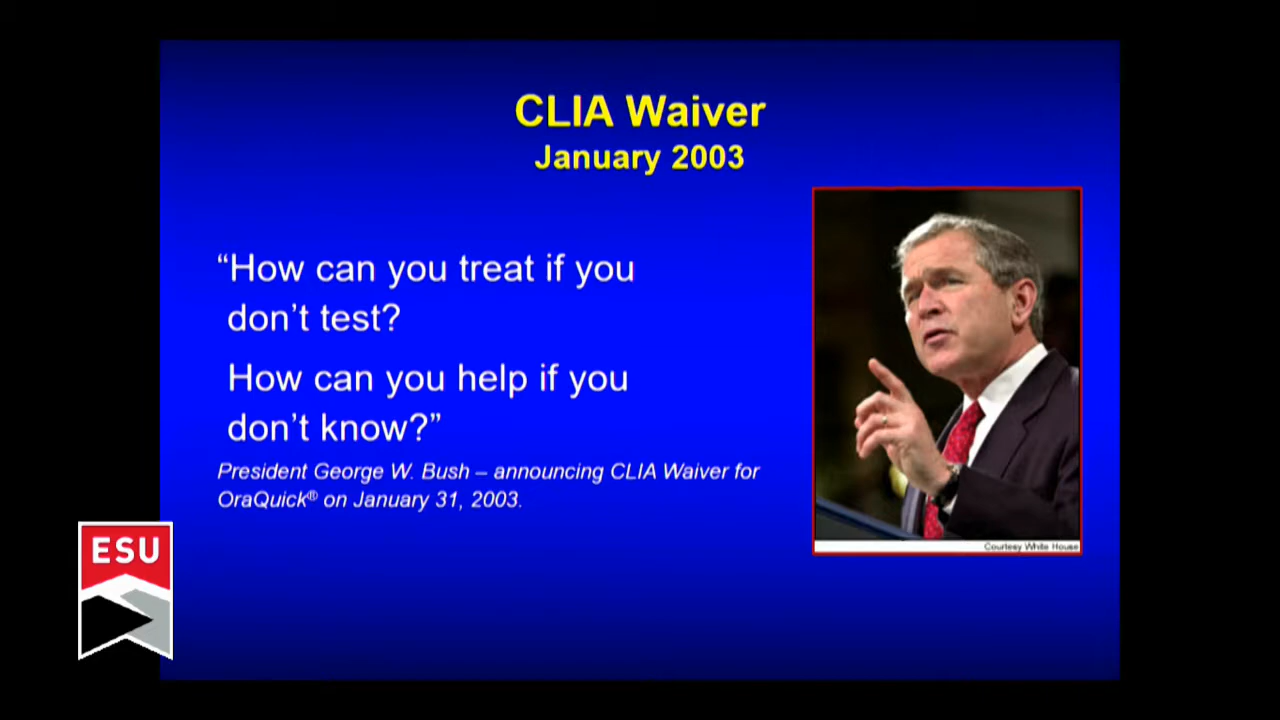 CLIA Waiver
January 2003
“How can you treat if you
don’t test?
How can you help if you
don’t know?”
President George W. Bush – announcing CLIA Waiver for
OraQuick® on January 31, 2003.
Courtesy White House
ESU